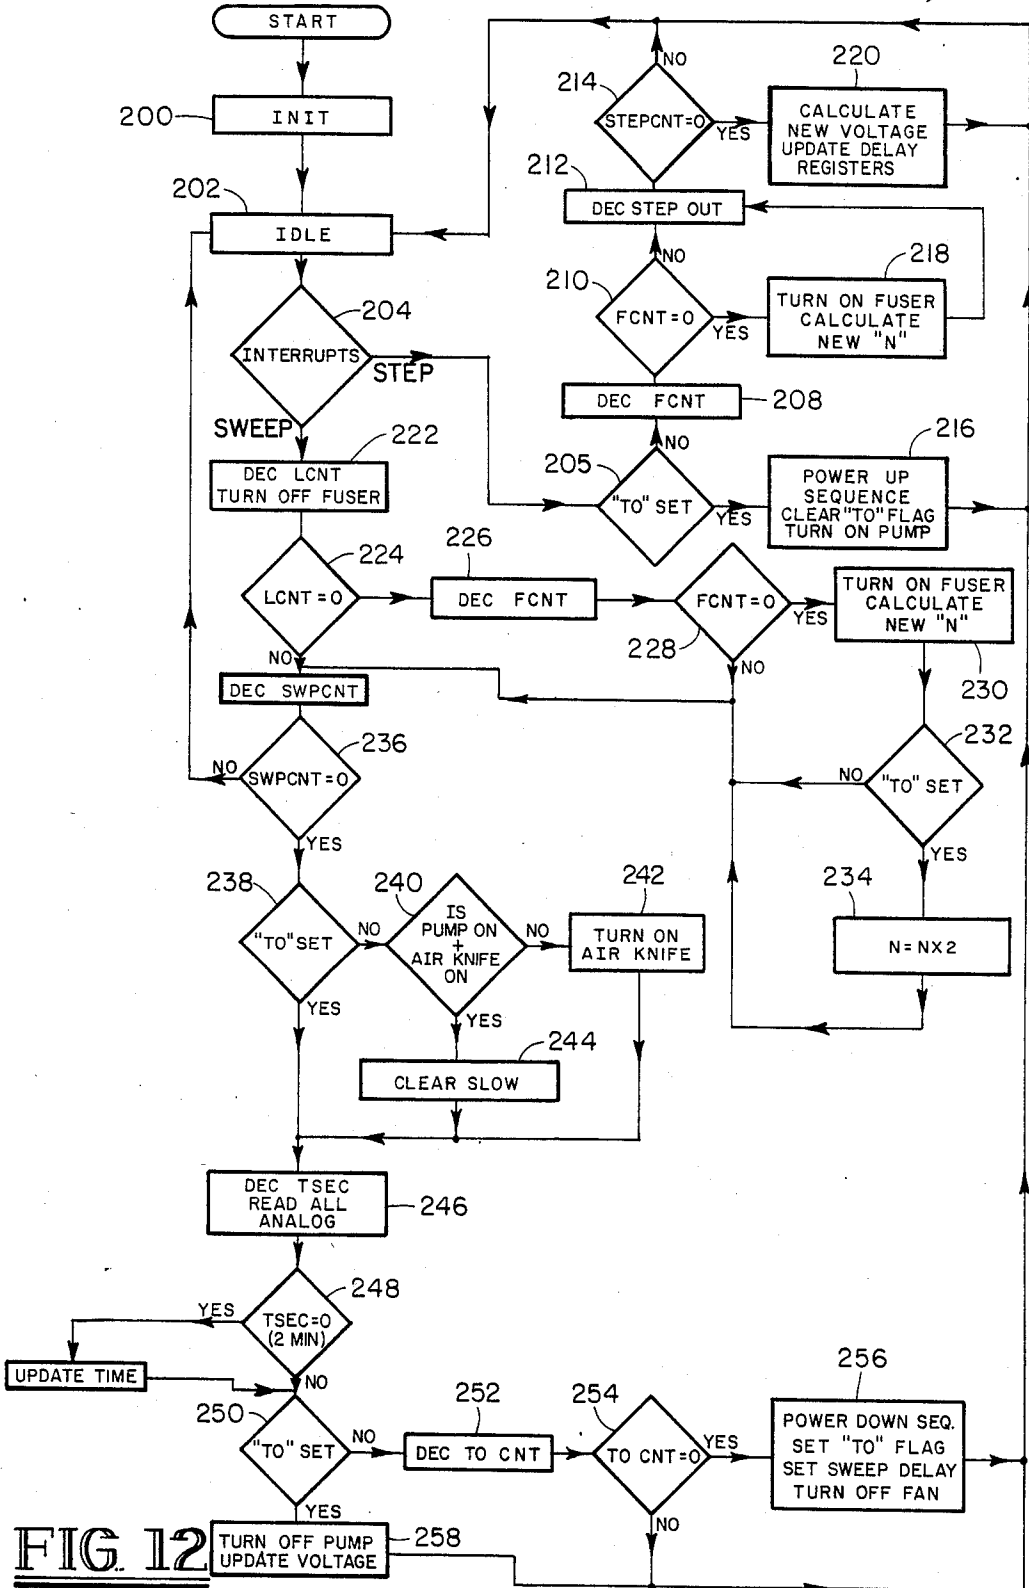 START
200
INIT
202
IDLE
204
INTERRUPTS
STEP
SWEEP
214
NO
STEPCNT=0
YES
220
CALCULATE
NEW VOLTAGE
UPDATE DELAY
REGISTERS
212
DEC STEP OUT
NO
210
FCNT=0
YES
218
TURN ON FUSER
CALCULATE
NEW "N"
DEC FCNT
208
NO
205
"TO" SET
YES
216
POWER UP
SEQUENCE
CLEAR "TO" FLAG
TURN ON PUMP
222
DEC LCNT
TURN OFF FUSER
224
LCNT=0
NO
226
DEC FCNT
FCNT=0
228
YES
NO
TURN ON FUSER
CALCULATE
NEW "N"
230
232
"TO" SET
NO
YES
234
N=NX2
DEC SWPCNT
236
SWPCNT=0
NO
YES
238
"TO" SET
NO
YES
240
IS
PUMP ON
+
AIR KNIFE
ON
NO
YES
242
TURN ON
AIR KNIFE
244
CLEAR SLOW
DEC TSEC
READ ALL
ANALOG
246
248
TSEC=0
(2 MIN)
YES
NO
UPDATE TIME
250
"TO" SET
NO
YES
252
DEC TO CNT
254
TO CNT=0
YES
NO
256
POWER DOWN SEQ.
SET "TO" FLAG
SET SWEEP DELAY
TURN OFF FAN
TURN OFF PUMP
UPDATE VOLTAGE
258
FIG. 12